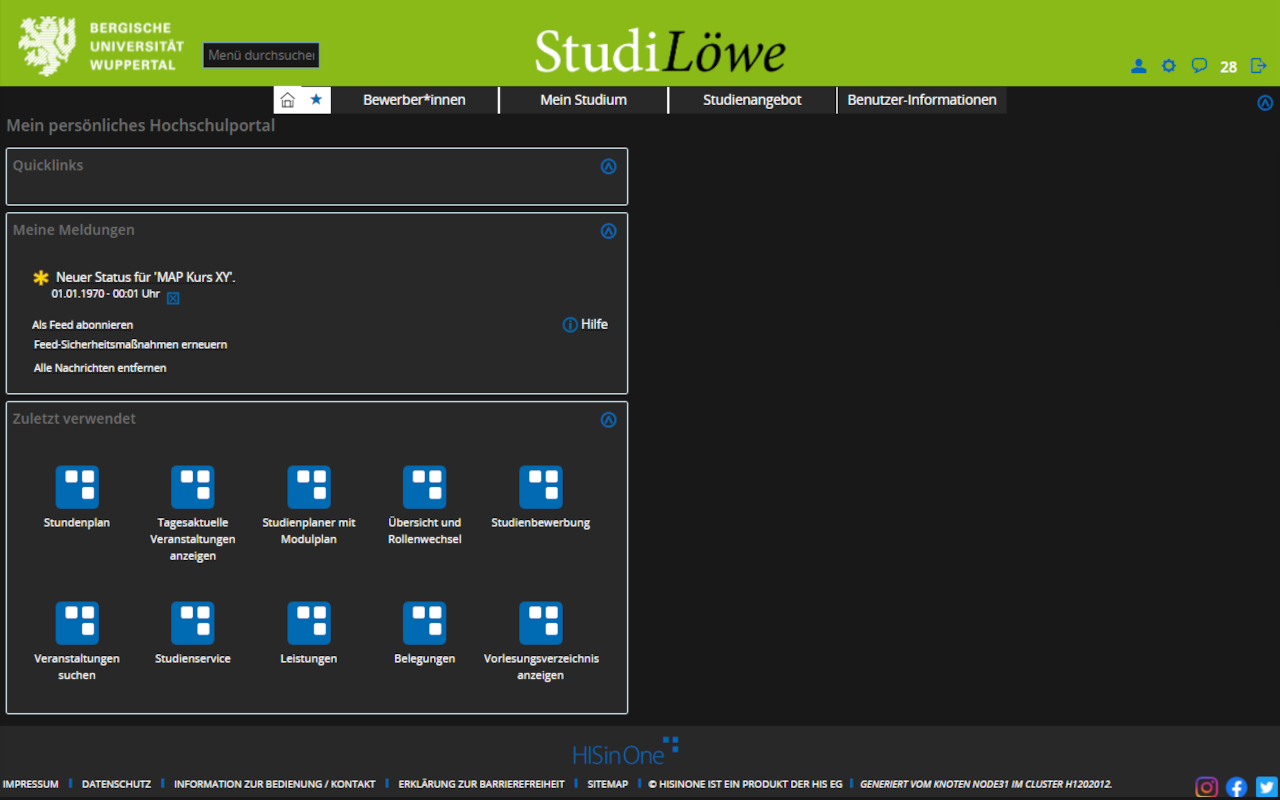 BERGISCHE
UNIVERSITÄT
WUPPERTAL
Menü durchsuchen
StudiLöwe
28
Bewerber*innen
Mein Studium
Studienangebot
Benutzer-Informationen
Mein persönliches Hochschulportal
Quicklinks
Meine Meldungen
Neuer Status für 'MAP Kurs XY'.
01.01.1970 - 00:01 Uhr
Als Feed abonnieren
Hilfe
Feed-Sicherheitsmaßnahmen erneuern
Alle Nachrichten entfernen
Zuletzt verwendet
Stundenplan
Tagesaktuelle
Veranstaltungen
anzeigen
Studienplaner mit
Modulplan
Übersicht und
Rollenwechsel
Studienbewerbung
Veranstaltungen
suchen
Studienservice
Leistungen
Belegungen
Vorlesungsverzeichnis
anzeigen
HISinOne
IMPRESSUM
DATENSCHUTZ
INFORMATION ZUR BEDIENUNG / KONTAKT
ERKLÄRUNG ZUR BARRIEREFREIHEIT
SITEMAP
© HISINONE IST EIN PRODUKT DER HIS EG
GENERIERT VOM KNOTEN NODE31 IM CLUSTER H1202012.